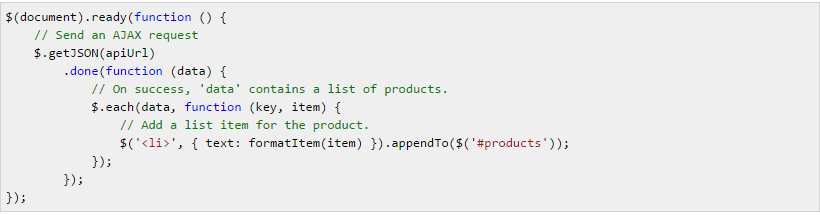 $(document).ready(function () {
    // Send an AJAX request
    $.getJSON(apiUrl)
        .done(function (data) {
            // On success, 'data' contains a list of products.
            $.each(data, function (key, item) {
                // Add a list item for the product.
                $('<li>', { text: formatItem(item) }).appendTo($('#products'));
            });
        });
});